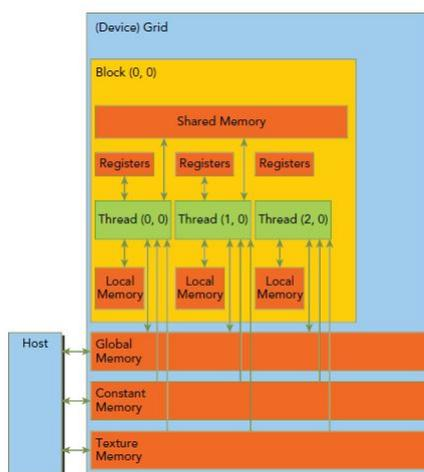 (Device) Grid
Block (0, 0)
Shared Memory
Registers
Registers
Registers
Thread (0, 0)
Thread (1, 0)
Thread (2, 0)
Local
Memory
Local
Memory
Local
Memory
Host
Global
Memory
Constant
Memory
Texture
Memory